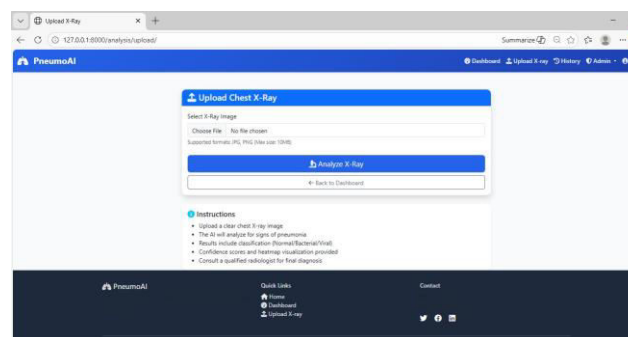 Upload X-Ray
127.0.0.1:8000/analysis/upload/
Summarize
PneumoAI
Dashboard Upload X-ray History Admin
Upload Chest X-Ray
Select X-Ray Image
Choose File No file chosen
Supported formats: JPG, PNG (Max size: 10MB)
Analyze X-Ray
Back to Dashboard
Instructions
Upload a clear chest X-ray image
The AI will analyze for signs of pneumonia
Results include classification (Normal/Bacterial/Viral)
Confidence scores and heatmap visualization provided
Consult a qualified radiologist for final diagnosis
PneumoAI
Quick Links
Home
Dashboard
Upload X-ray
Contact